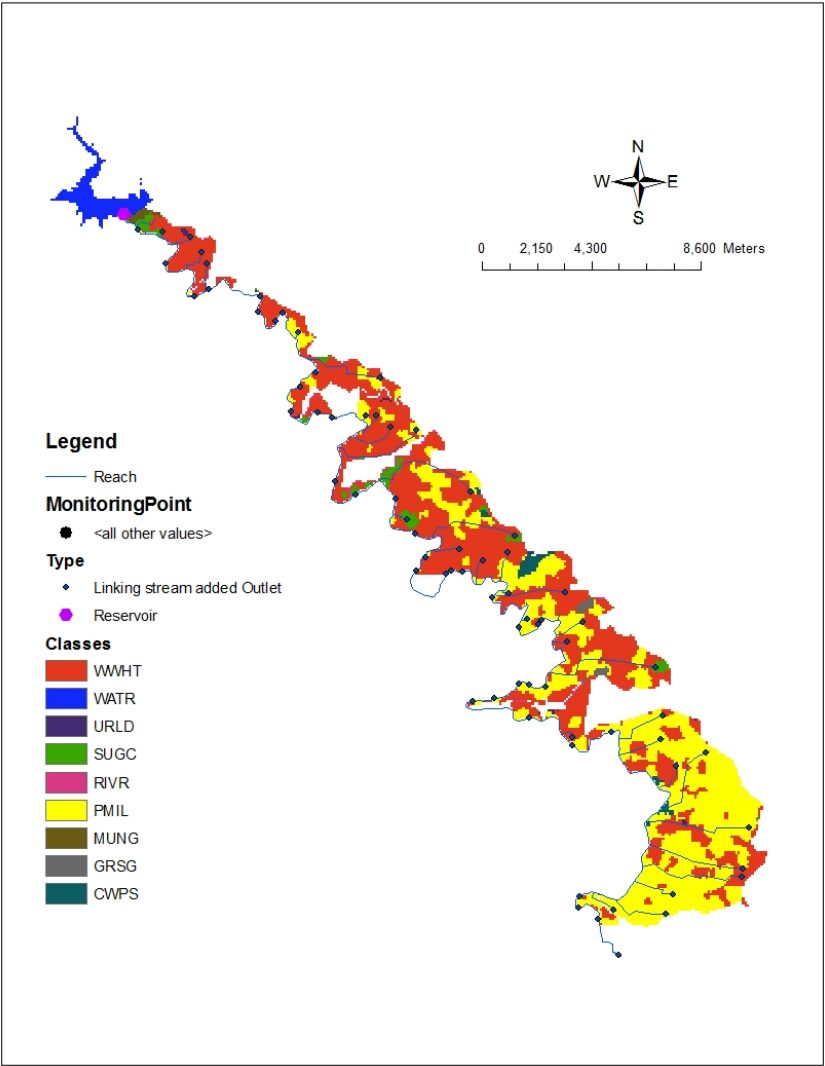 N
W E
S
0 2,150 4,300 8,600 Meters
Legend
Reach
MonitoringPoint
<all other values>
Type
Linking stream added Outlet
Reservoir
Classes
WWHT
WATR
URLD
SUGC
RIVR
PMIL
MUNG
GRSG
CWPS